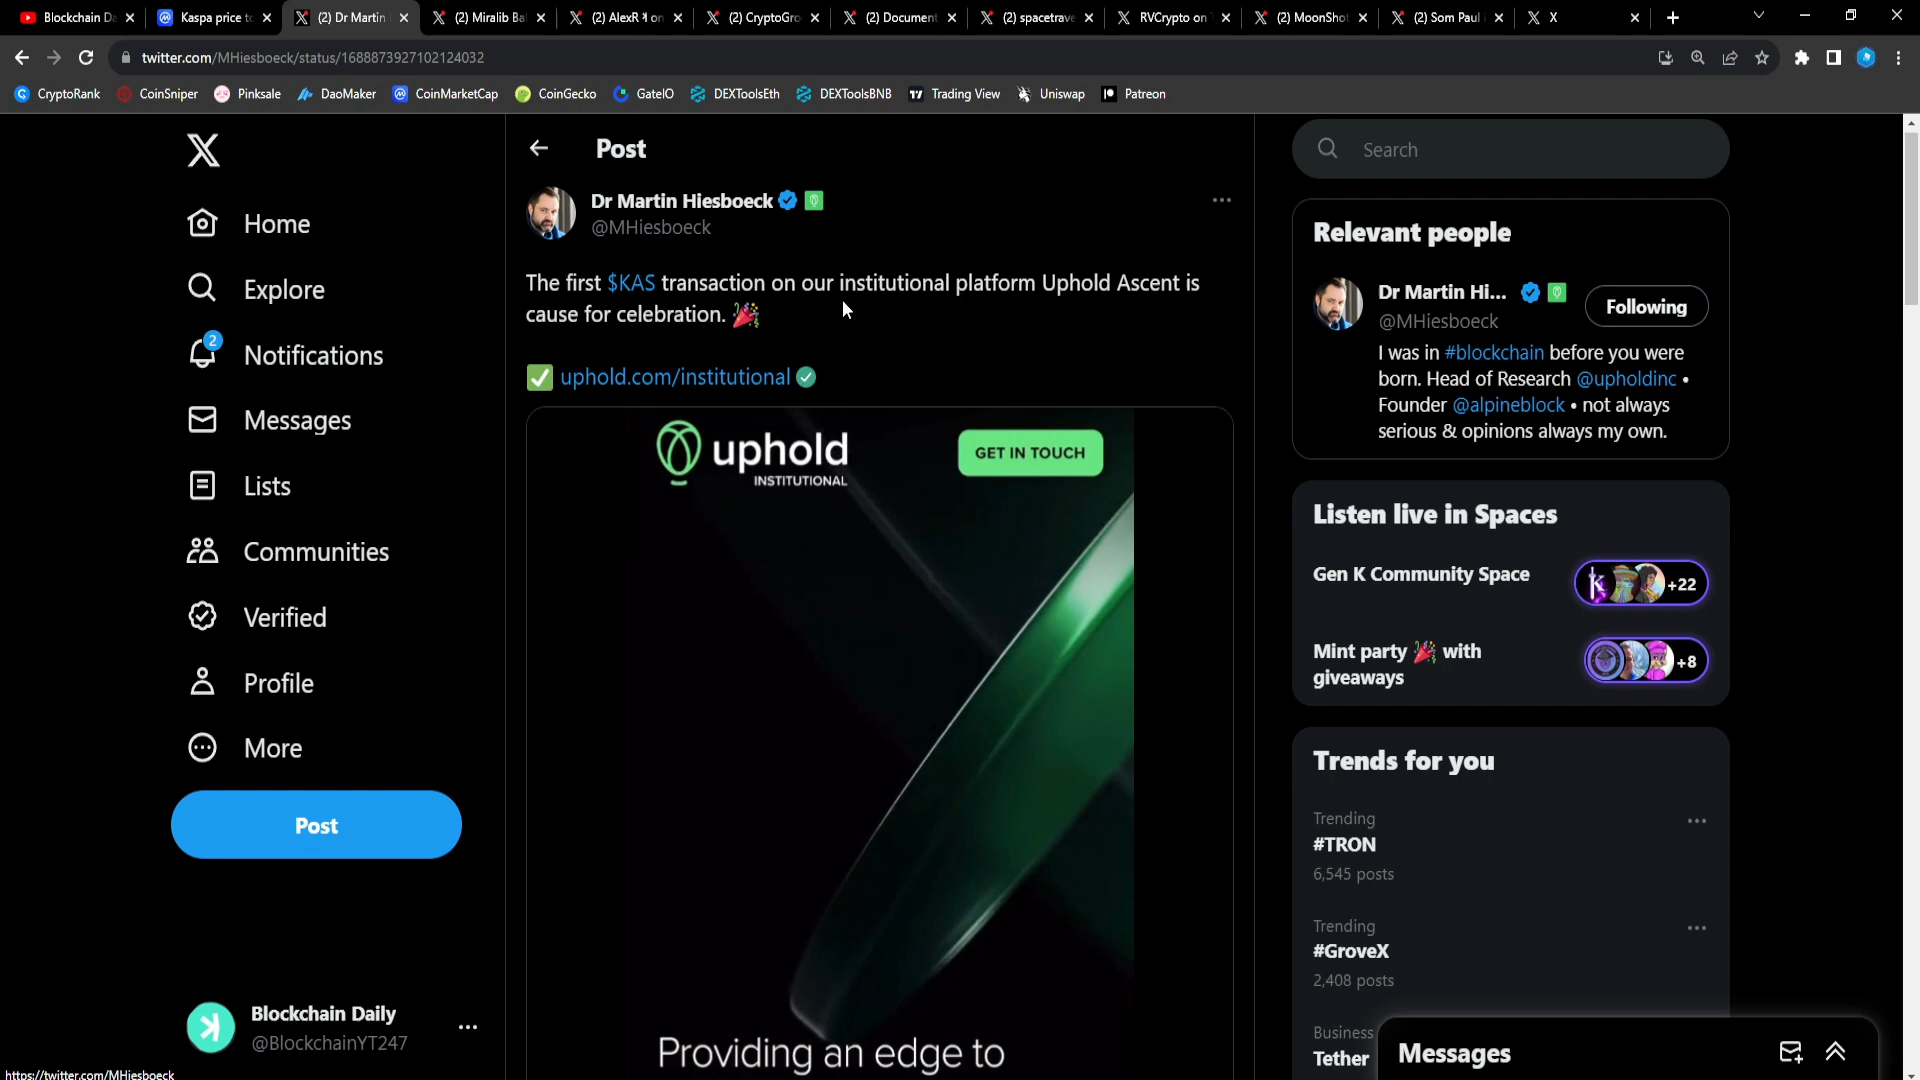 Blockchain Da
Kaspa price to
(2) Dr Martin
(2) Miralib Ba
(2) AlexR on
(2) CryptoGro
(2) Document
(2) spacetrave
RVCrypto on
(2) MoonShot
(2) Som Paul
X
twitter.com/MHiesboeck/status/1688873927102124032
CryptoRank
CoinSniper
Pinksale
DaoMaker
CoinMarketCap
CoinGecko
GateIO
DEXToolsEth
DEXToolsBNB
Trading View
Uniswap
Patreon
Home
Explore
2
Notifications
Messages
Lists
Communities
Verified
Profile
More
Post
Blockchain Daily
@BlockchainYT247
https://twitter.com/MHiesboeck
Post
Dr Martin Hiesboeck
@MHiesboeck
The first $KAS transaction on our institutional platform Uphold Ascent is
cause for celebration. 🎉
✅ uphold.com/institutional
uphold
INSTITUTIONAL
GET IN TOUCH
Providing an edge to
Search
Relevant people
Dr Martin Hi...
@MHiesboeck
Following
I was in #blockchain before you were
born. Head of Research @upholdinc •
Founder @alpineblock • not always
serious & opinions always my own.
Listen live in Spaces
Gen K Community Space
+22
Mint party 🎉 with
giveaways
+8
Trends for you
Trending
#TRON
6,545 posts
Trending
#GroveX
2,408 posts
Business
Tether
Messages